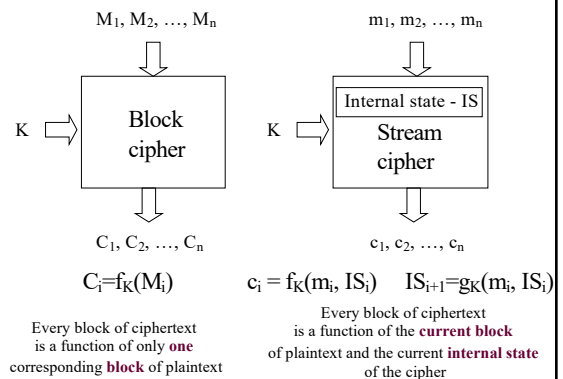 M₁, M₂, …, Mₙ
K
Block
cipher
C₁, C₂, …, Cₙ
Cᵢ=f_K(Mᵢ)
Every block of ciphertext
is a function of only one
corresponding block of plaintext
m₁, m₂, …, mₙ
Internal state - IS
K
Stream
cipher
c₁, c₂, …, cₙ
cᵢ = f_K(mᵢ, ISᵢ) ISᵢ₊₁=g_K(mᵢ, ISᵢ)
Every block of ciphertext
is a function of the current block
of plaintext and the current internal state
of the cipher